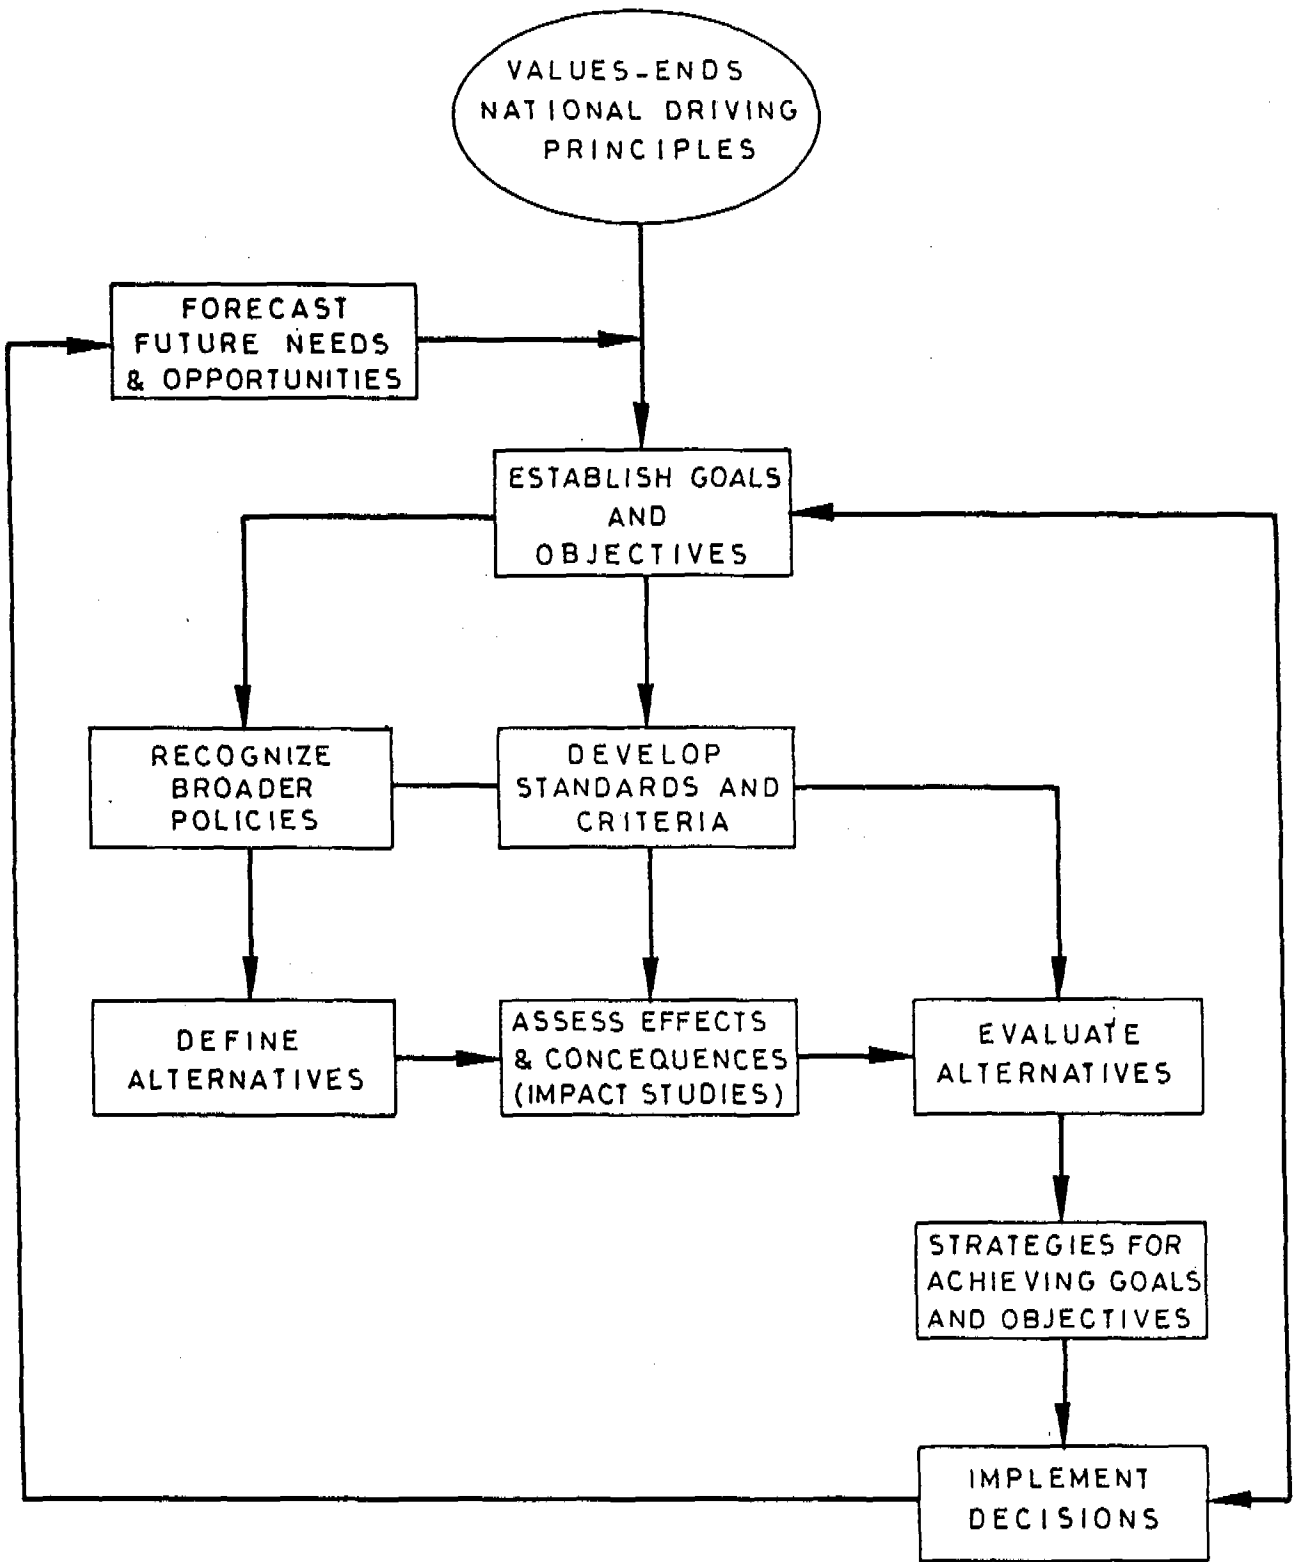 VALUES-ENDS
NATIONAL DRIVING
PRINCIPLES
FORECAST
FUTURE NEEDS
& OPPORTUNITIES
ESTABLISH GOALS
AND
OBJECTIVES
RECOGNIZE
BROADER
POLICIES
DEVELOP
STANDARDS AND
CRITERIA
DEFINE
ALTERNATIVES
ASSESS EFFECTS
& CONCEQUENCES
(IMPACT STUDIES)
EVALUATE
ALTERNATIVES
STRATEGIES FOR
ACHIEVING GOALS
AND OBJECTIVES
IMPLEMENT
DECISIONS